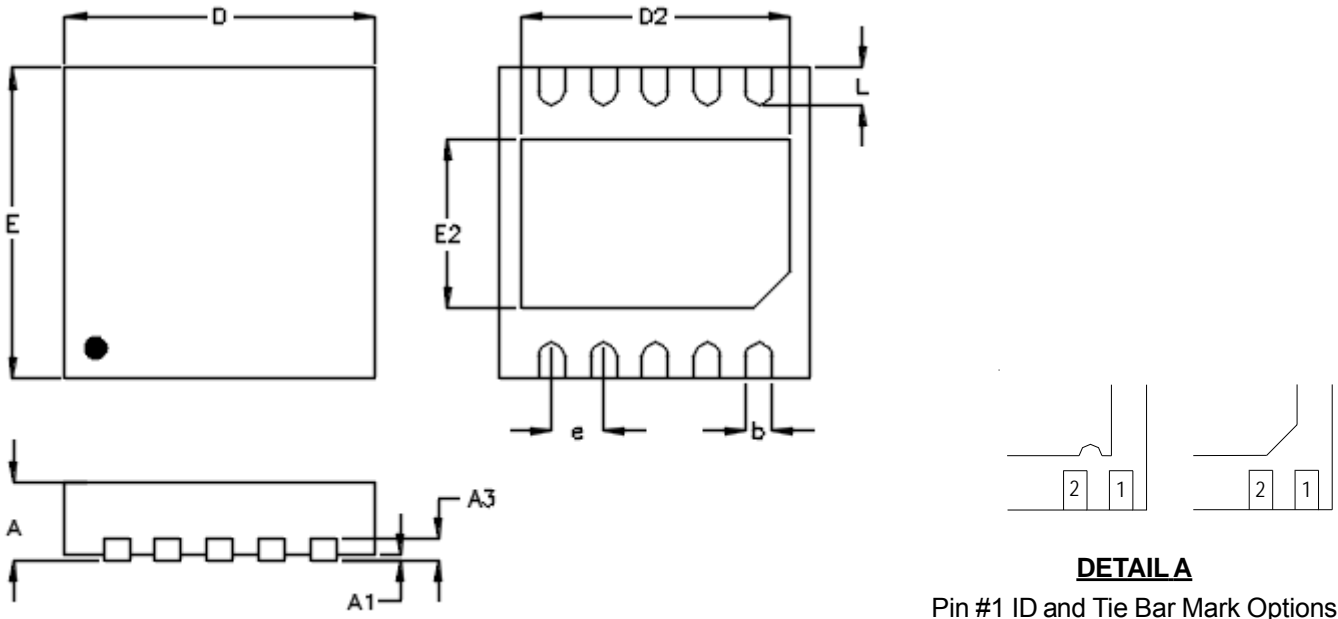 D
D2
L
E
E2
e
b
A
A3
A1
2
1
2
1
DETAIL A
Pin #1 ID and Tie Bar Mark Options